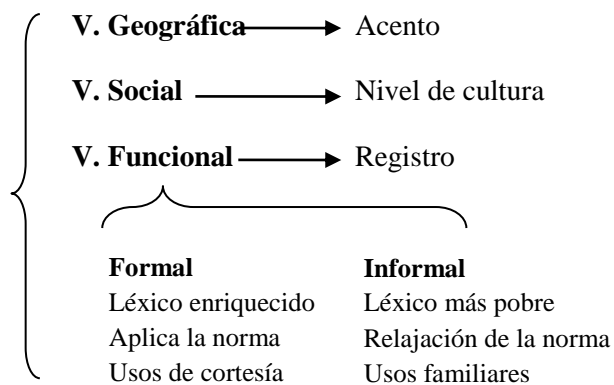 V. Geográfica Acento
V. Social Nivel de cultura
V. Funcional Registro
Formal Informal
Léxico enriquecido Léxico más pobre
Aplica la norma Relajación de la norma
Usos de cortesía Usos familiares